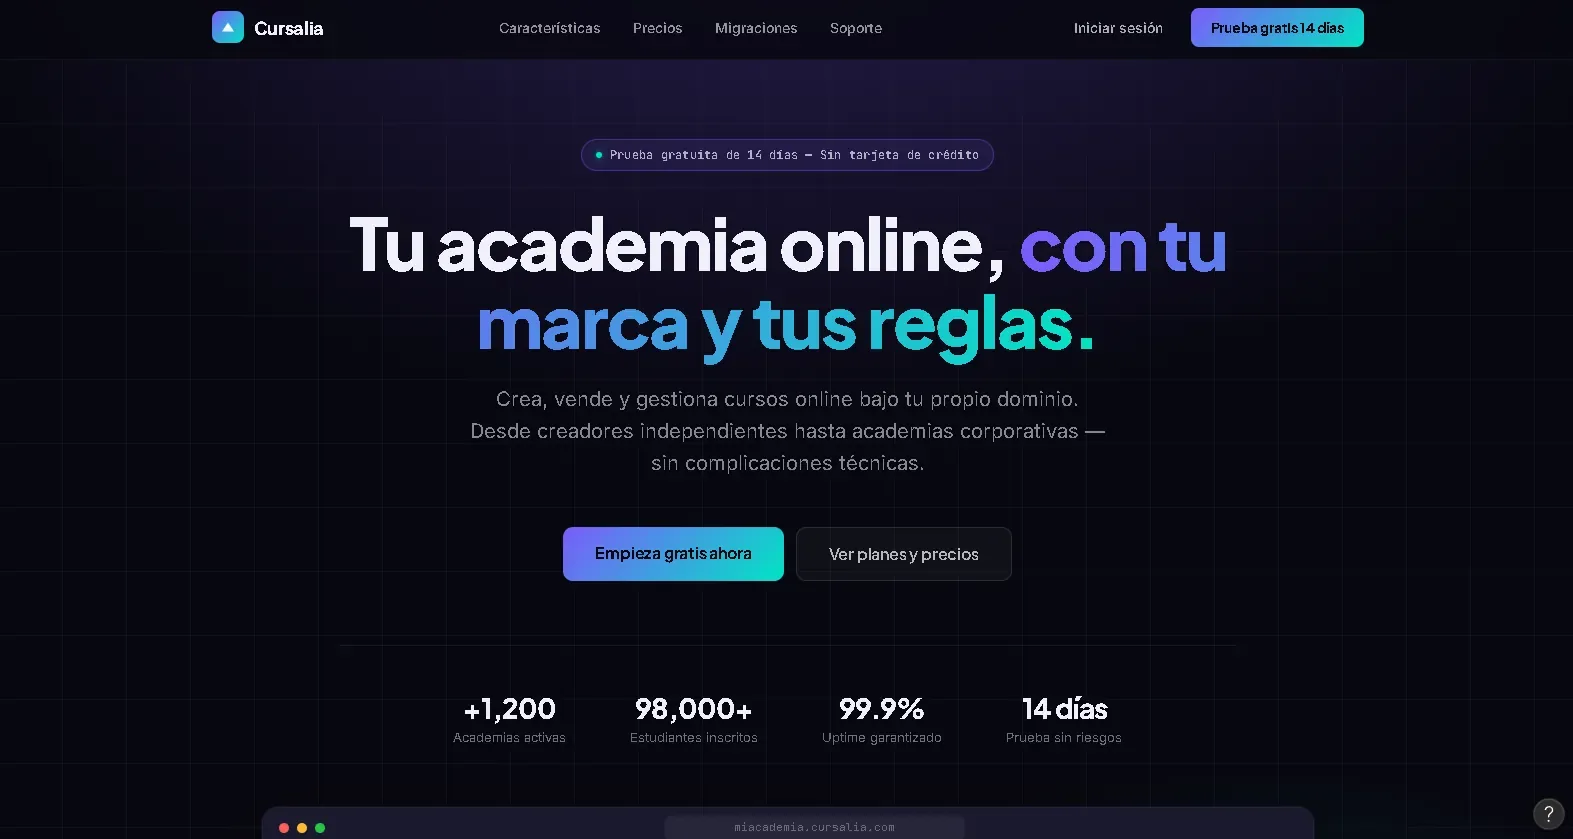 Cursalia
Características
Precios
Migraciones
Soporte
Iniciar sesión
Prueba gratis 14 días
Prueba gratuita de 14 días — Sin tarjeta de crédito
Tu academia online, con tu
marca y tus reglas.
Crea, vende y gestiona cursos online bajo tu propio dominio.
Desde creadores independientes hasta academias corporativas —
sin complicaciones técnicas.
Empieza gratis ahora
Ver planes y precios
+1,200
Academias activas
98,000+
Estudiantes inscritos
99.9%
Uptime garantizado
14 días
Prueba sin riesgos
miacademia.cursalia.com
?